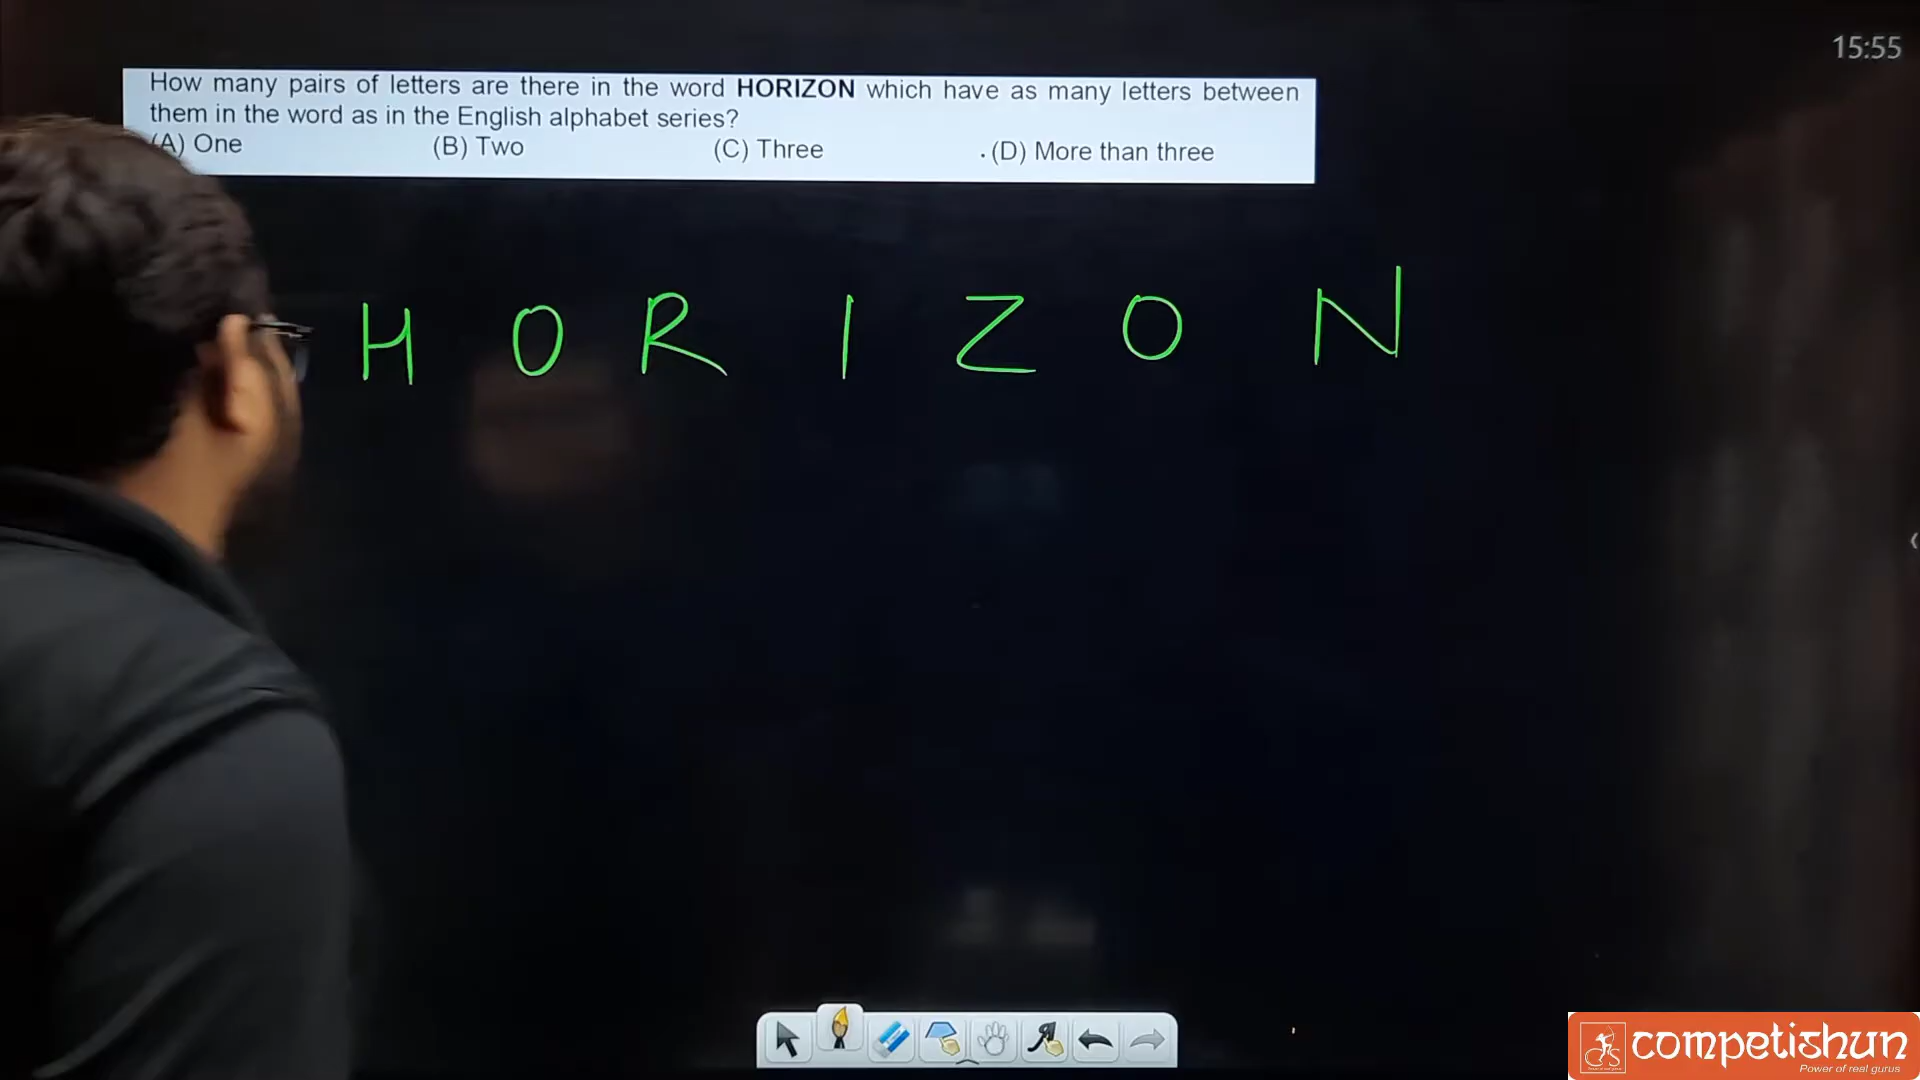 15:55
How many pairs of letters are there in the word HORIZON which have as many letters between
them in the word as in the English alphabet series?
(A) One (B) Two (C) Three (D) More than three
H O R I Z O N
competishun
Power of real gurus